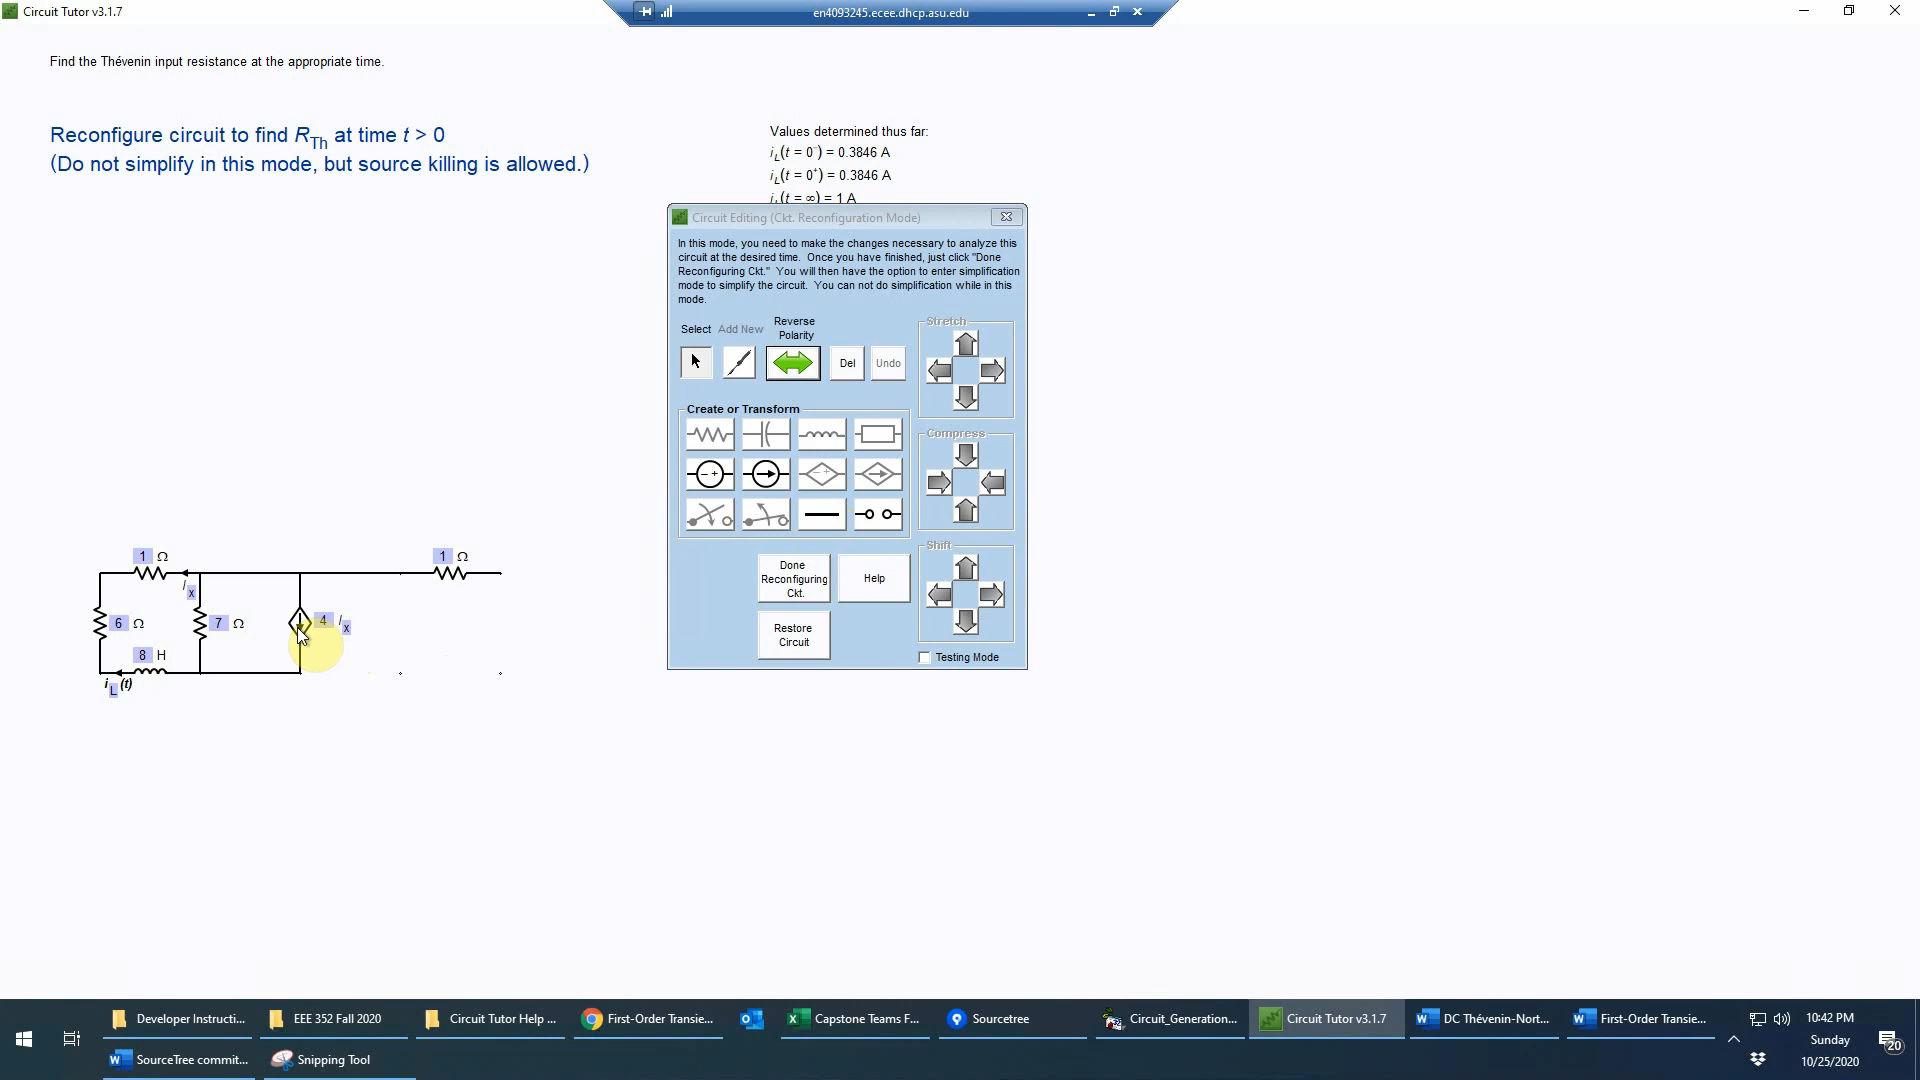 Circuit Tutor v3.1.7
en4093245.ecee.dhcp.asu.edu
Find the Thévenin input resistance at the appropriate time.
Reconfigure circuit to find RTh at time t > 0
(Do not simplify in this mode, but source killing is allowed.)
Values determined thus far:
iL(t = 0⁻) = 0.3846 A
iL(t = 0⁺) = 0.3846 A
iL(t = ∞) = 1 A
Circuit Editing (Ckt. Reconfiguration Mode)
In this mode, you need to make the changes necessary to analyze this
circuit at the desired time. Once you have finished, just click "Done
Reconfiguring Ckt." You will then have the option to enter simplification
mode to simplify the circuit. You can not do simplification while in this
mode.
Select Add New Reverse Polarity
Del Undo
Stretch
Create or Transform
Compress
Shift
Done Reconfiguring Ckt.
Help
Restore Circuit
Testing Mode
1 Ω
1 Ω
Ix
6 Ω
7 Ω
4 Ix
8 H
iL(t)
Developer Instructi...
EEE 352 Fall 2020
Circuit Tutor Help ...
First-Order Transie...
Capstone Teams F...
Sourcetree
Circuit_Generation...
Circuit Tutor v3.1.7
DC Thévenin-Nort...
First-Order Transie...
SourceTree commit...
Snipping Tool
10:42 PM
Sunday
10/25/2020
20